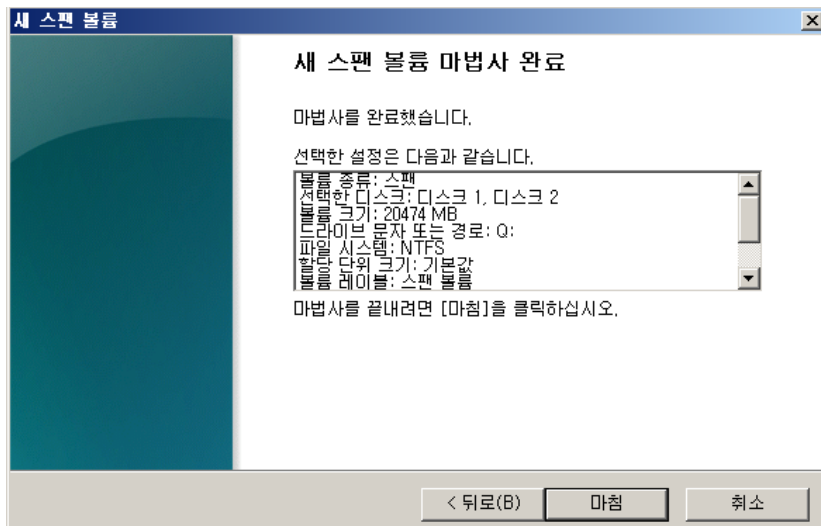 새 스팬 볼륨
새 스팬 볼륨 마법사 완료
마법사를 완료했습니다.
선택한 설정은 다음과 같습니다.
볼륨 종류: 스팬
선택한 디스크: 디스크 1, 디스크 2
볼륨 크기: 20474 MB
드라이브 문자 또는 경로: Q:
파일 시스템: NTFS
할당 단위 크기: 기본값
볼륨 레이블: 스팬 볼륨
마법사를 끝내려면 [마침]을 클릭하십시오.
< 뒤로(B)
마침
취소